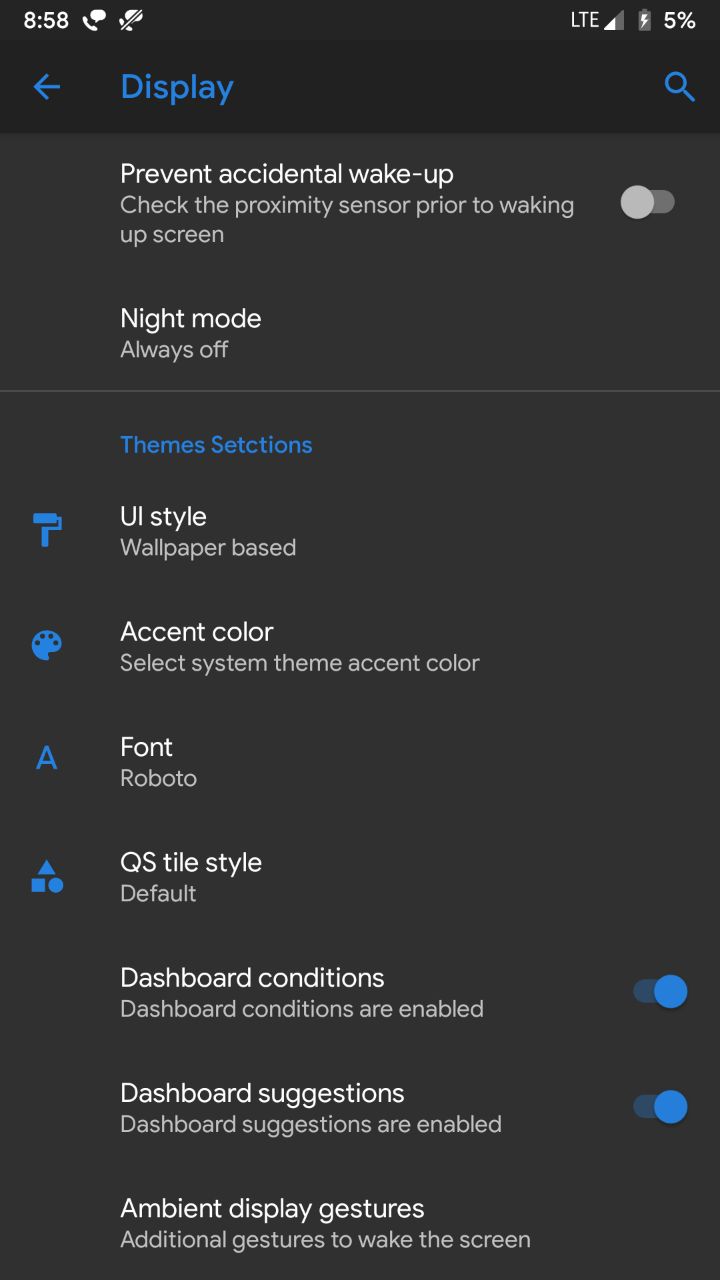 8:58 LTE 5%
Display
Prevent accidental wake-up
Check the proximity sensor prior to waking
up screen
Night mode
Always off
Themes Setctions
UI style
Wallpaper based
Accent color
Select system theme accent color
A Font
Roboto
QS tile style
Default
Dashboard conditions
Dashboard conditions are enabled
Dashboard suggestions
Dashboard suggestions are enabled
Ambient display gestures
Additional gestures to wake the screen